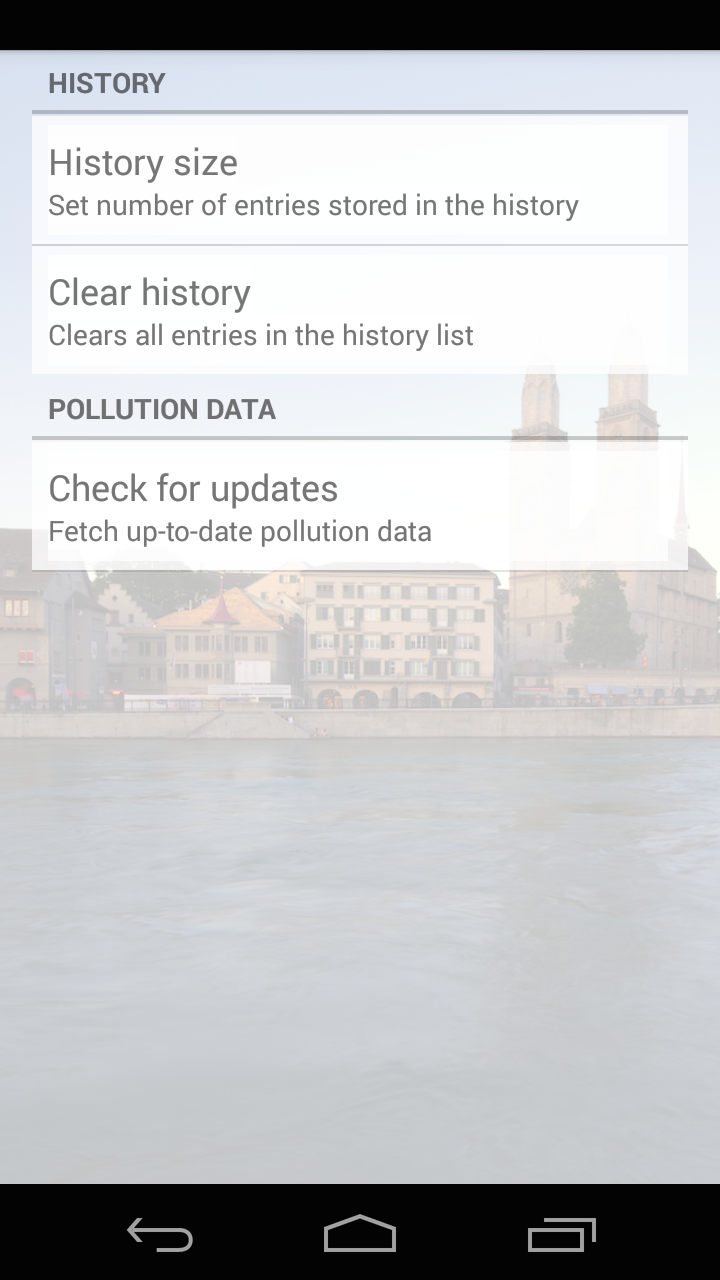 HISTORY
History size
Set number of entries stored in the history
Clear history
Clears all entries in the history list
POLLUTION DATA
Check for updates
Fetch up-to-date pollution data